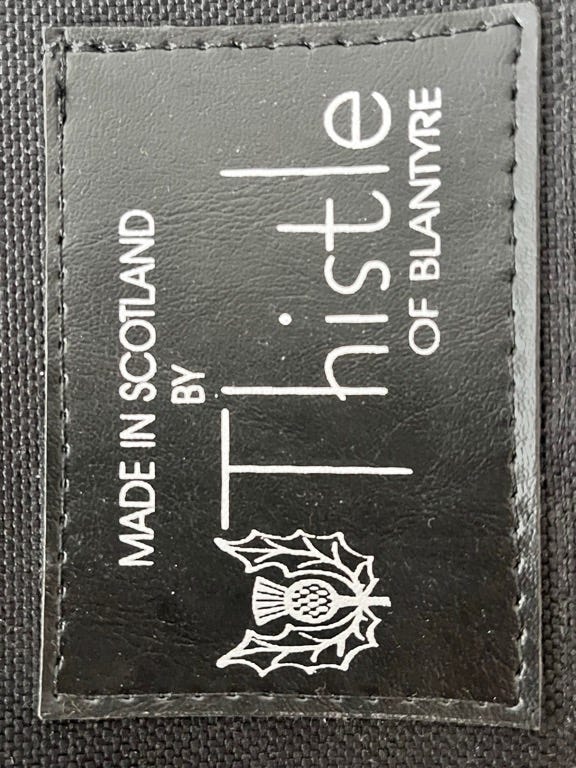 MADE IN SCOTLAND
BY
Thistle
OF BLANTYRE